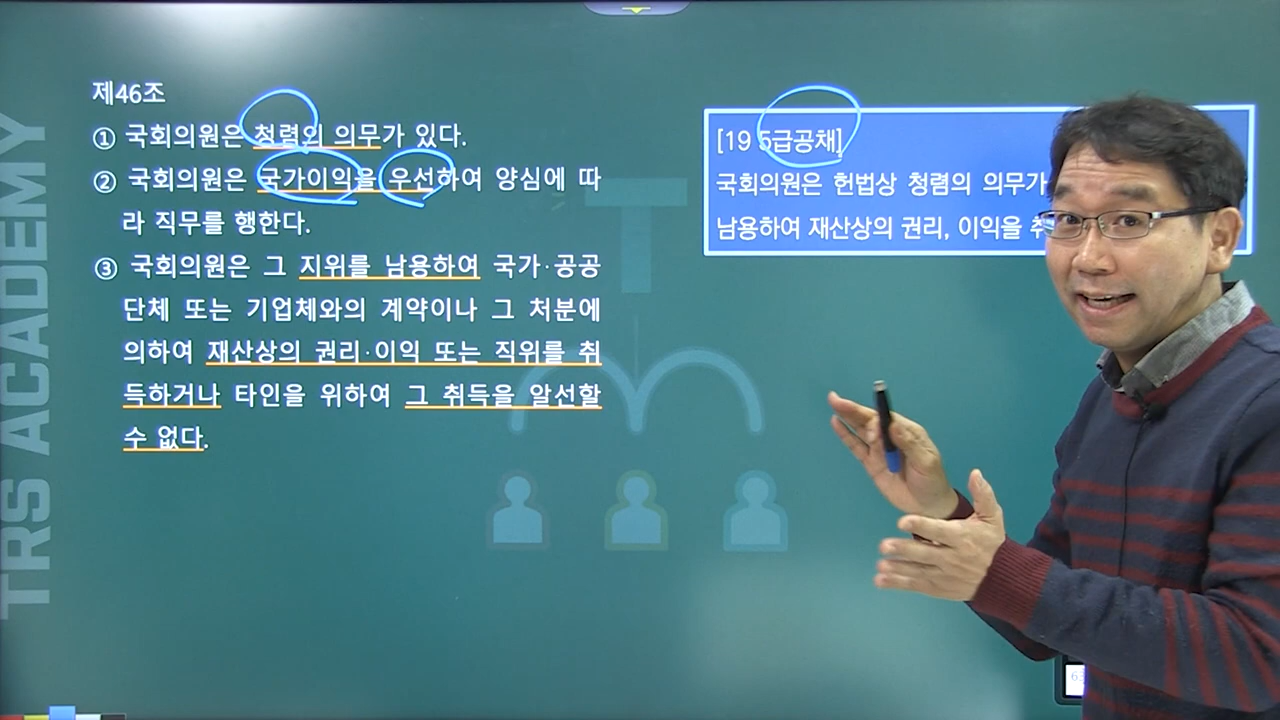 TRS ACADEMY
제46조
① 국회의원은 청렴의 의무가 있다.
② 국회의원은 국가이익을 우선하여 양심에 따
라 직무를 행한다.
③ 국회의원은 그 지위를 남용하여 국가·공공
단체 또는 기업체와의 계약이나 그 처분에
의하여 재산상의 권리·이익 또는 직위를 취
득하거나 타인을 위하여 그 취득을 알선할
수 없다.
[19 5급공채]
국회의원은 헌법상 청렴의 의무가
남용하여 재산상의 권리, 이익을